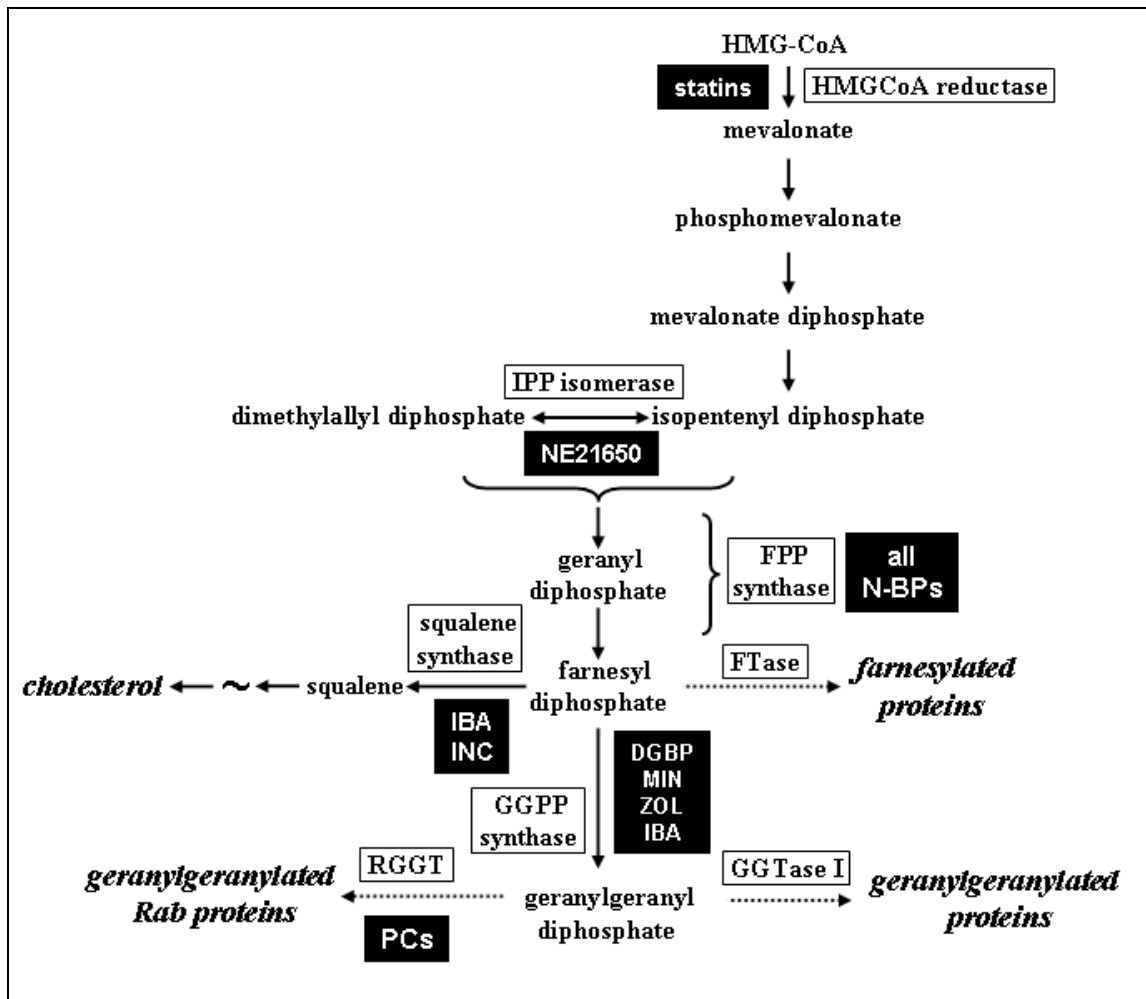 HMG-CoA
statins
HMGCoA reductase
mevalonate
phosphomevalonate
mevalonate diphosphate
IPP isomerase
dimethylallyl diphosphate
isopentenyl diphosphate
NE21650
geranyl
diphosphate
FPP
synthase
all
N-BPs
squalene
synthase
cholesterol
~
squalene
farnesyl
diphosphate
FTase
farnesylated
proteins
IBA
INC
DGBP
MIN
ZOL
IBA
GGPP
synthase
geranylgeranylated
Rab proteins
RGGT
PCs
geranylgeranyl
diphosphate
GGTase I
geranylgeranylated
proteins